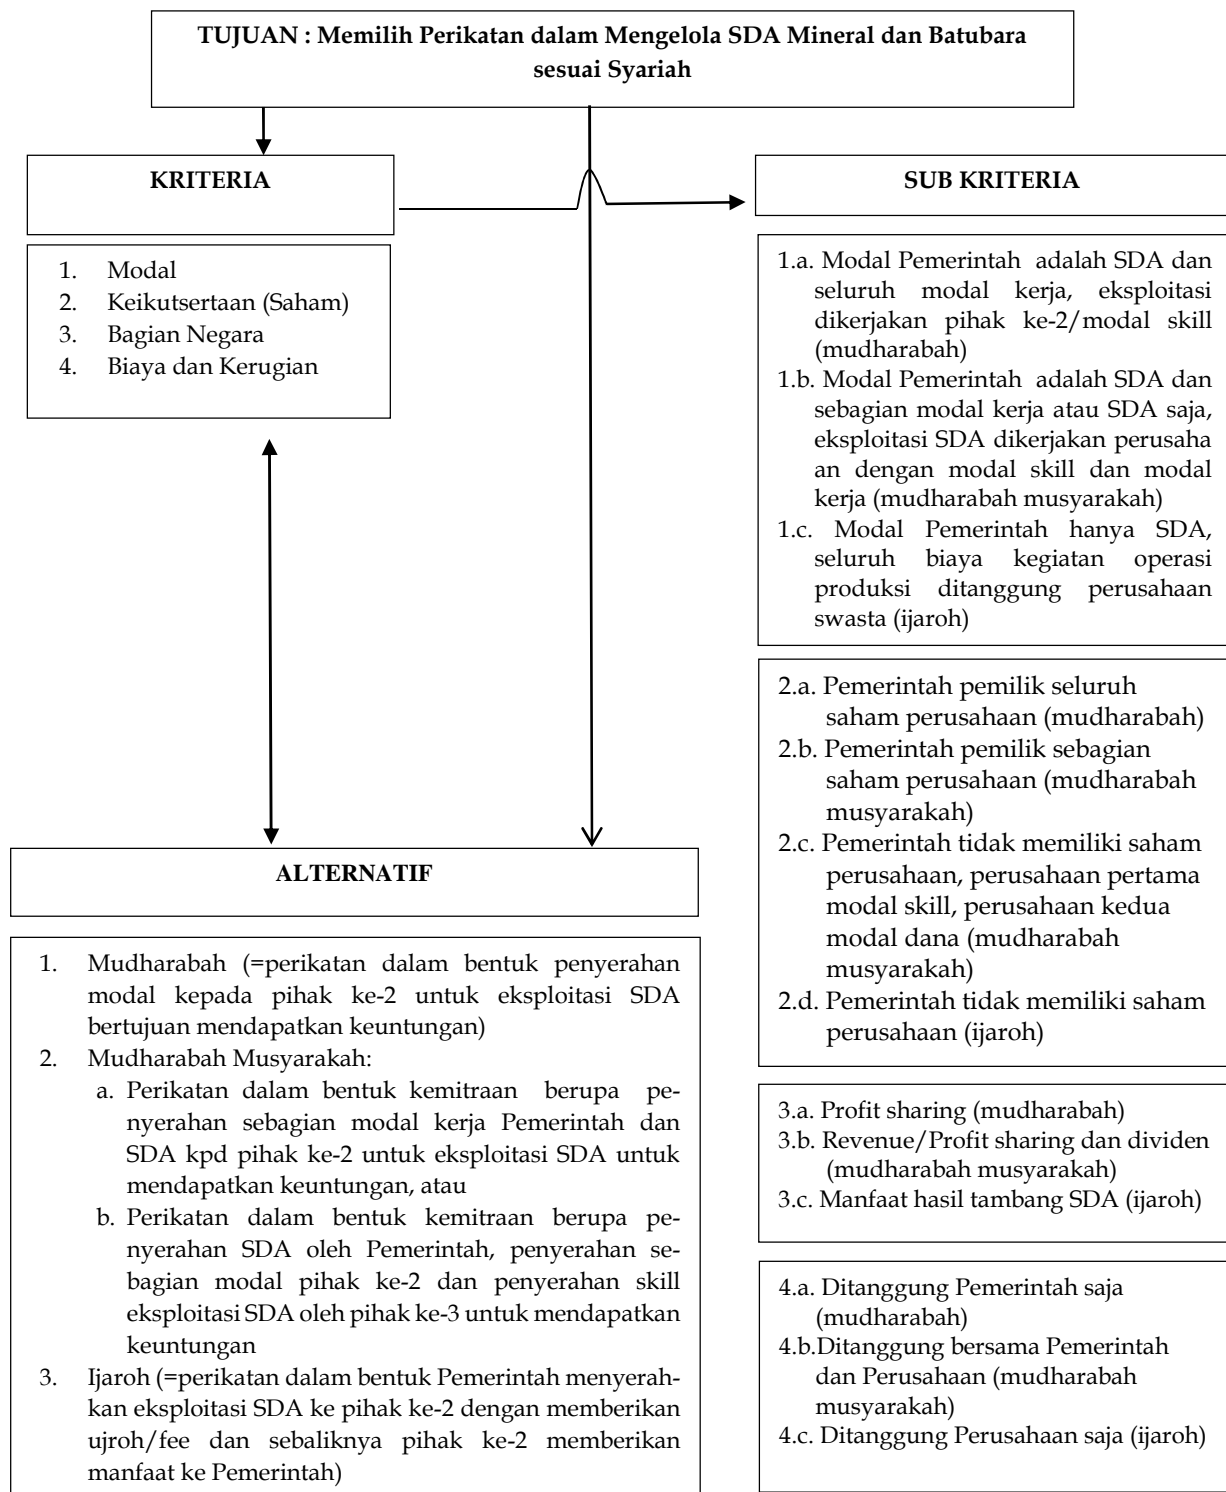 TUJUAN : Memilih Perikatan dalam Mengelola SDA Mineral dan Batubara
sesuai Syariah
KRITERIA
1. Modal
2. Keikutsertaan (Saham)
3. Bagian Negara
4. Biaya dan Kerugian
SUB KRITERIA
1.a. Modal Pemerintah adalah SDA dan
seluruh modal kerja, eksploitasi
dikerjakan pihak ke-2/modal skill
(mudharabah)
1.b. Modal Pemerintah adalah SDA dan
sebagian modal kerja atau SDA saja,
eksploitasi SDA dikerjakan perusaha
an dengan modal skill dan modal
kerja (mudharabah musyarakah)
1.c. Modal Pemerintah hanya SDA,
seluruh biaya kegiatan operasi
produksi ditanggung perusahaan
swasta (ijaroh)
2.a. Pemerintah pemilik seluruh
saham perusahaan (mudharabah)
2.b. Pemerintah pemilik sebagian
saham perusahaan (mudharabah
musyarakah)
2.c. Pemerintah tidak memiliki saham
perusahaan, perusahaan pertama
modal skill, perusahaan kedua
modal dana (mudharabah
musyarakah)
2.d. Pemerintah tidak memiliki saham
perusahaan (ijaroh)
3.a. Profit sharing (mudharabah)
3.b. Revenue/Profit sharing dan dividen
(mudharabah musyarakah)
3.c. Manfaat hasil tambang SDA (ijaroh)
4.a. Ditanggung Pemerintah saja
(mudharabah)
4.b.Ditanggung bersama Pemerintah
dan Perusahaan (mudharabah
musyarakah)
4.c. Ditanggung Perusahaan saja (ijaroh)
ALTERNATIF
1. Mudharabah (=perikatan dalam bentuk penyerahan
modal kepada pihak ke-2 untuk eksploitasi SDA
bertujuan mendapatkan keuntungan)
2. Mudharabah Musyarakah:
a. Perikatan dalam bentuk kemitraan berupa pe-
nyerahan sebagian modal kerja Pemerintah dan
SDA kpd pihak ke-2 untuk eksploitasi SDA untuk
mendapatkan keuntungan, atau
b. Perikatan dalam bentuk kemitraan berupa pe-
nyerahan SDA oleh Pemerintah, penyerahan se-
bagian modal pihak ke-2 dan penyerahan skill
eksploitasi SDA oleh pihak ke-3 untuk mendapatkan
keuntungan
3. Ijaroh (=perikatan dalam bentuk Pemerintah menyerah-
kan eksploitasi SDA ke pihak ke-2 dengan memberikan
ujroh/fee dan sebaliknya pihak ke-2 memberikan
manfaat ke Pemerintah)